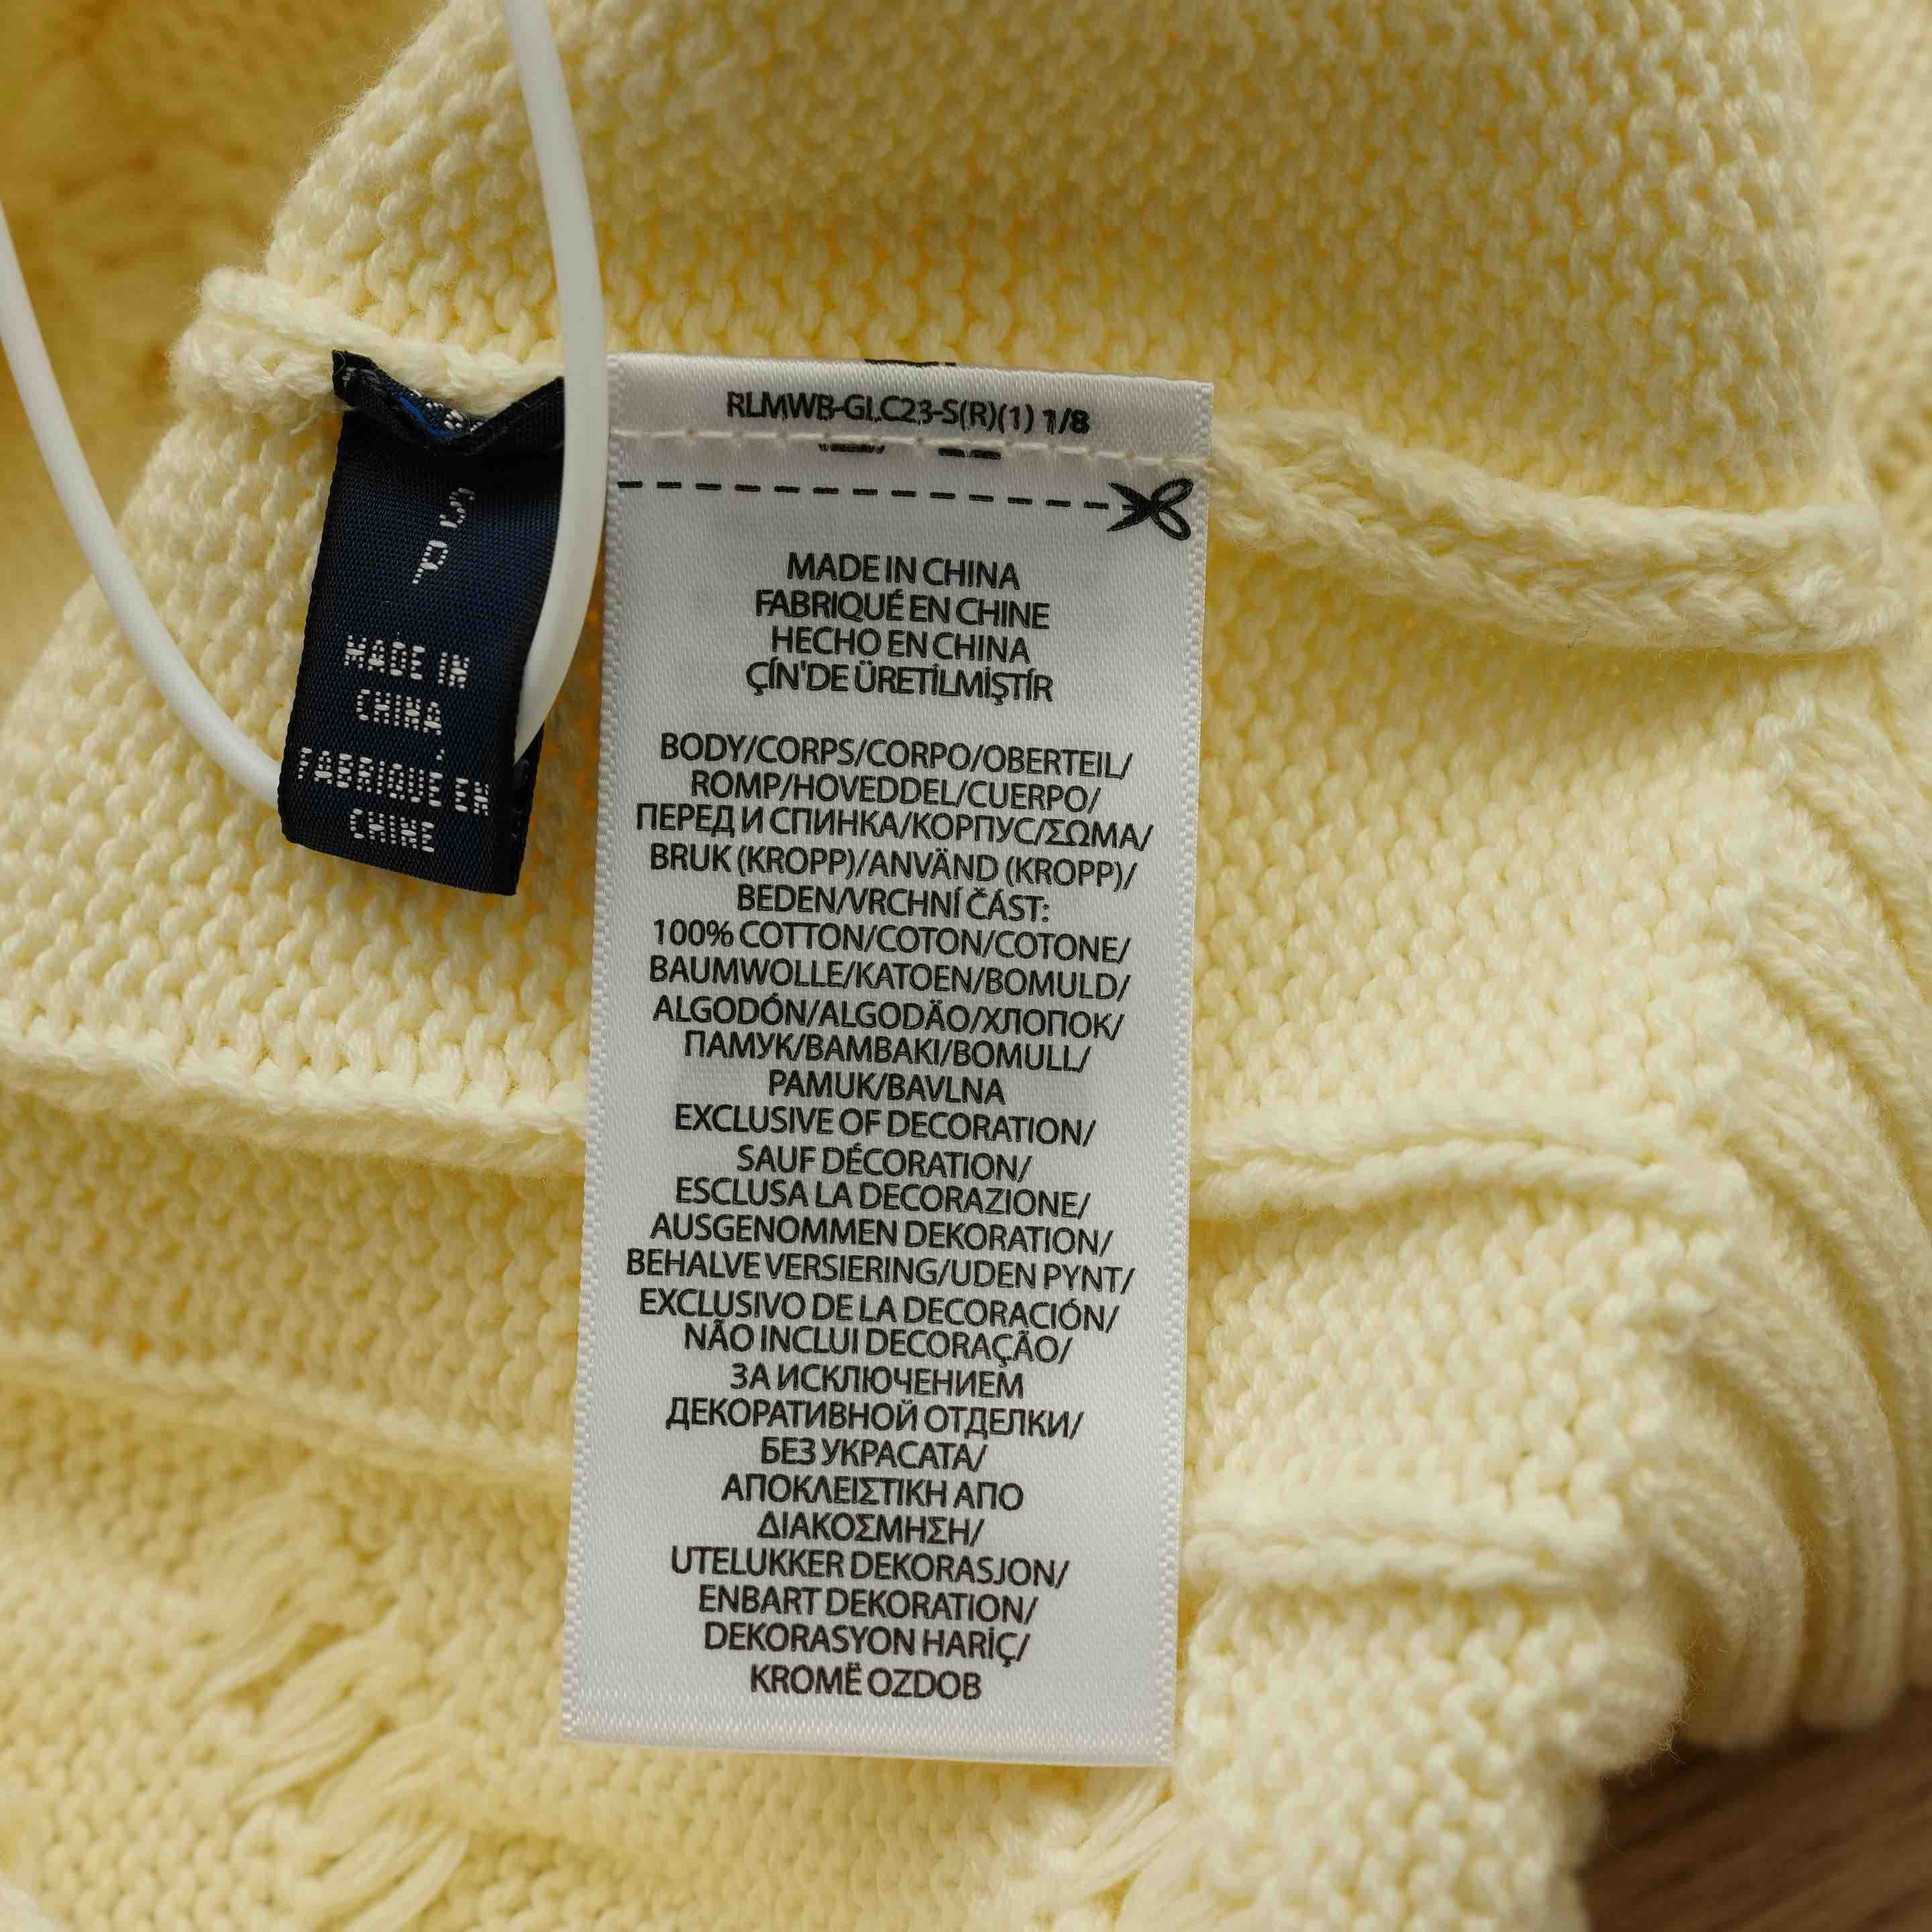 S
P
MADE IN
CHINA
FABRIQUÉ EN
CHINE
RLMWB-GLC23-S(R)(1) 1/8
MADE IN CHINA
FABRIQUÉ EN CHINE
HECHO EN CHINA
ÇİN'DE ÜRETİLMİŞTİR
BODY/CORPS/CORPO/OBERTEIL/
ROMP/HOVEDDEL/CUERPO/
ПЕРЕД И СПИНКА/КОРПУС/ΣΩΜΑ/
BRUK (KROPP)/ANVÄND (KROPP)/
BEDEN/VRCHNÍ ČÁST:
100% COTTON/COTON/COTONE/
BAUMWOLLE/KATOEN/BOMULD/
ALGODÓN/ALGODÃO/ХЛОПОК/
ПАМУК/ΒΑΜΒΑΚΙ/BOMULL/
PAMUK/BAVLNA
EXCLUSIVE OF DECORATION/
SAUF DÉCORATION/
ESCLUSA LA DECORAZIONE/
AUSGENOMMEN DEKORATION/
BEHALVE VERSIERING/UDEN PYNT/
EXCLUSIVO DE LA DECORACIÓN/
NÃO INCLUI DECORAÇÃO/
ЗА ИСКЛЮЧЕНИЕМ
ДЕКОРАТИВНОЙ ОТДЕЛКИ/
БЕЗ УКРАСАТА/
ΑΠΟΚΛΕΙΣΤΙΚΗ ΑΠΟ
ΔΙΑΚΟΣΜΗΣΗ/
UTELUKKER DEKORASJON/
ENBART DEKORATION/
DEKORASYON HARİÇ/
KROMË OZDOB